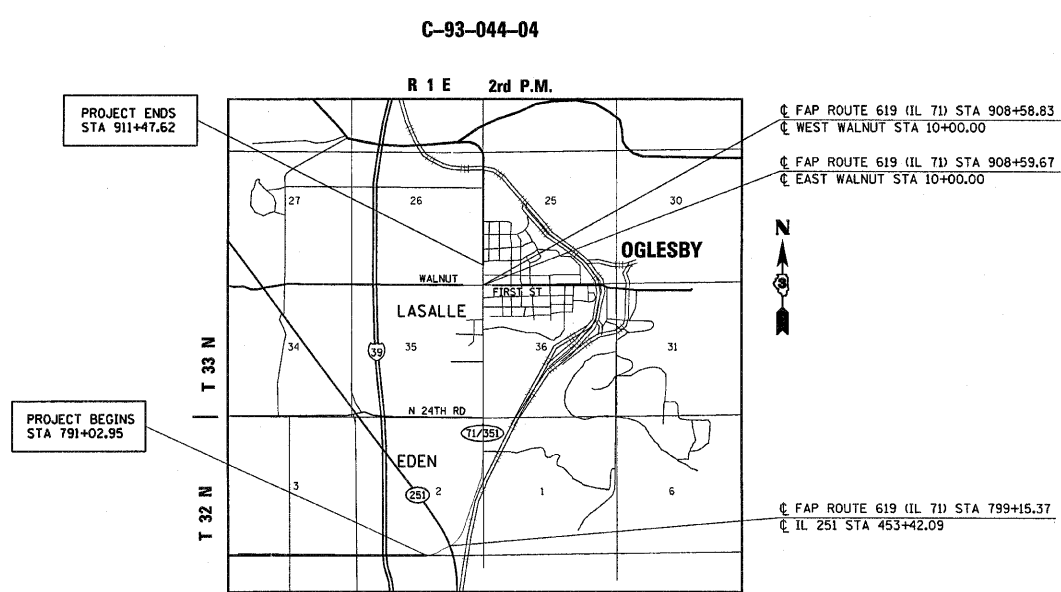 C-93-044-04
R 1 E 2nd P.M.
PROJECT ENDS
STA 911+47.62
℄ FAP ROUTE 619 (IL 71) STA 908+58.83
℄ WEST WALNUT STA 10+00.00
℄ FAP ROUTE 619 (IL 71) STA 908+59.67
℄ EAST WALNUT STA 10+00.00
27
26
25
30
N
3
OGLESBY
WALNUT
FIRST ST
LASALLE
34
39
35
36
31
T 33 N
N 24TH RD
PROJECT BEGINS
STA 791+02.95
71/351
EDEN
T 32 N
3
251
2
1
6
℄ FAP ROUTE 619 (IL 71) STA 799+15.37
℄ IL 251 STA 453+42.09